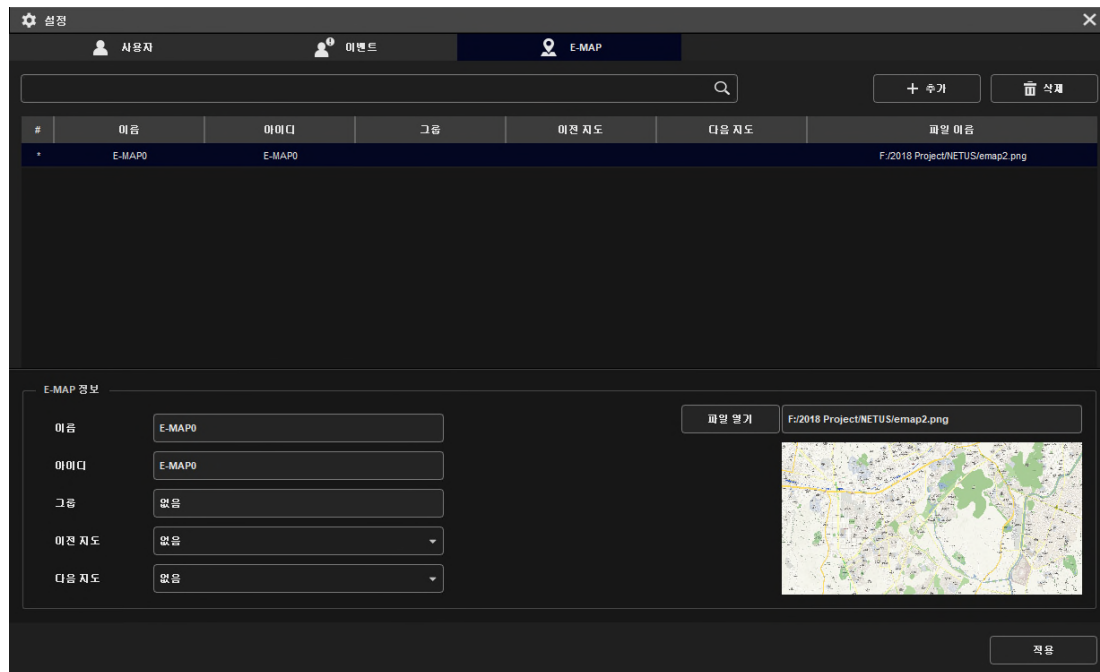 설정
사용자 이벤트 E-MAP
추가 삭제
# 이름 아이디 그룹 이전 지도 다음 지도 파일 이름
* E-MAP0 E-MAP0 F:/2018 Project/NETUS/emap2.png
E-MAP 정보
이름 E-MAP0 파일 열기 F:/2018 Project/NETUS/emap2.png
아이디 E-MAP0
그룹 없음
이전 지도 없음
다음 지도 없음
적용